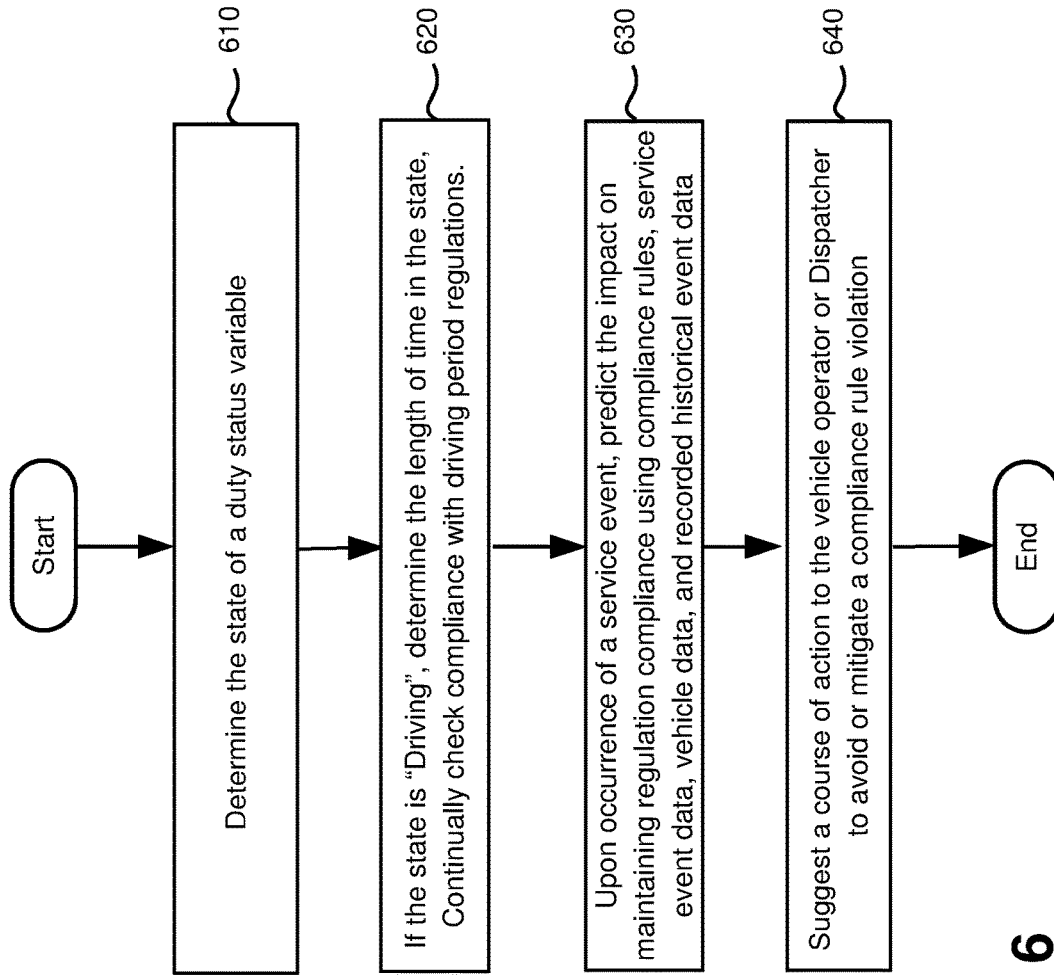 Start
Determine the state of a duty status variable
610
If the state is “Driving”, determine the length of time in the state,
Continually check compliance with driving period regulations.
620
Upon occurrence of a service event, predict the impact on
maintaining regulation compliance using compliance rules, service
event data, vehicle data, and recorded historical event data
630
Suggest a course of action to the vehicle operator or Dispatcher
to avoid or mitigate a compliance rule violation
640
End
6